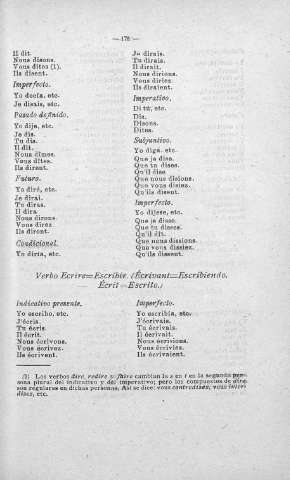 — 178 —
Il dit.
Nous disons.
Vous dites (1).
Ils disent.
Imperfecto.
Yo decía, etc.
Je disais, etc.
Pasado definido.
Yo dije, etc.
Je dis.
Tu dis.
Il dit.
Nous dîmes.
Vous dîtes.
Ils dirent.
Futuro.
Yo diré, etc.
Je dirai.
Tu diras.
Il dira
Nous dirons.
Vous direz
Ils diront.
Condicional.
Yo diría, etc.
Je dirais.
Tu dirais.
Il dirait.
Nous dirions.
Vous diriez
Ils diraient.
Imperativo.
Di tú, etc.
Dis.
Disons.
Dites.
Subjuntivo.
Yo diga, etc.
Que je dise.
Que tu dises.
Qu'il dise
Que nous disions.
Que vous disiez.
Qu'ils disent.
Imperfecto.
Yo dijese, etc.
Que je disse.
Que tu disses.
Qu'il dît.
Que nous dissions.
Que vous dissiez.
Qu'ils dissent.
Verbo Ecrire=Escribir. (Écrivant=Escribiendo.
Écrit=Escrito.)
Indicativo presente.
Yo escribo, etc.
J'écris.
Tu écris
Il écrit.
Nous écrivons.
Vous écrivez.
Ils écrivent.
Imperfecto.
Yo escribía, etc.
J'écrivais.
Tu écrivais.
Il écrivait.
Nous écrivions.
Vous écriviez.
Ils écrivaient.
(1) Los verbos dire, redire y faire cambian la z en t en la segunda per-
sona plural del indicativo y del imperativo; pero los compuestos de dire
son regulares en dichas personas. Así se dice: vous contredisez, vous
disez, etc.